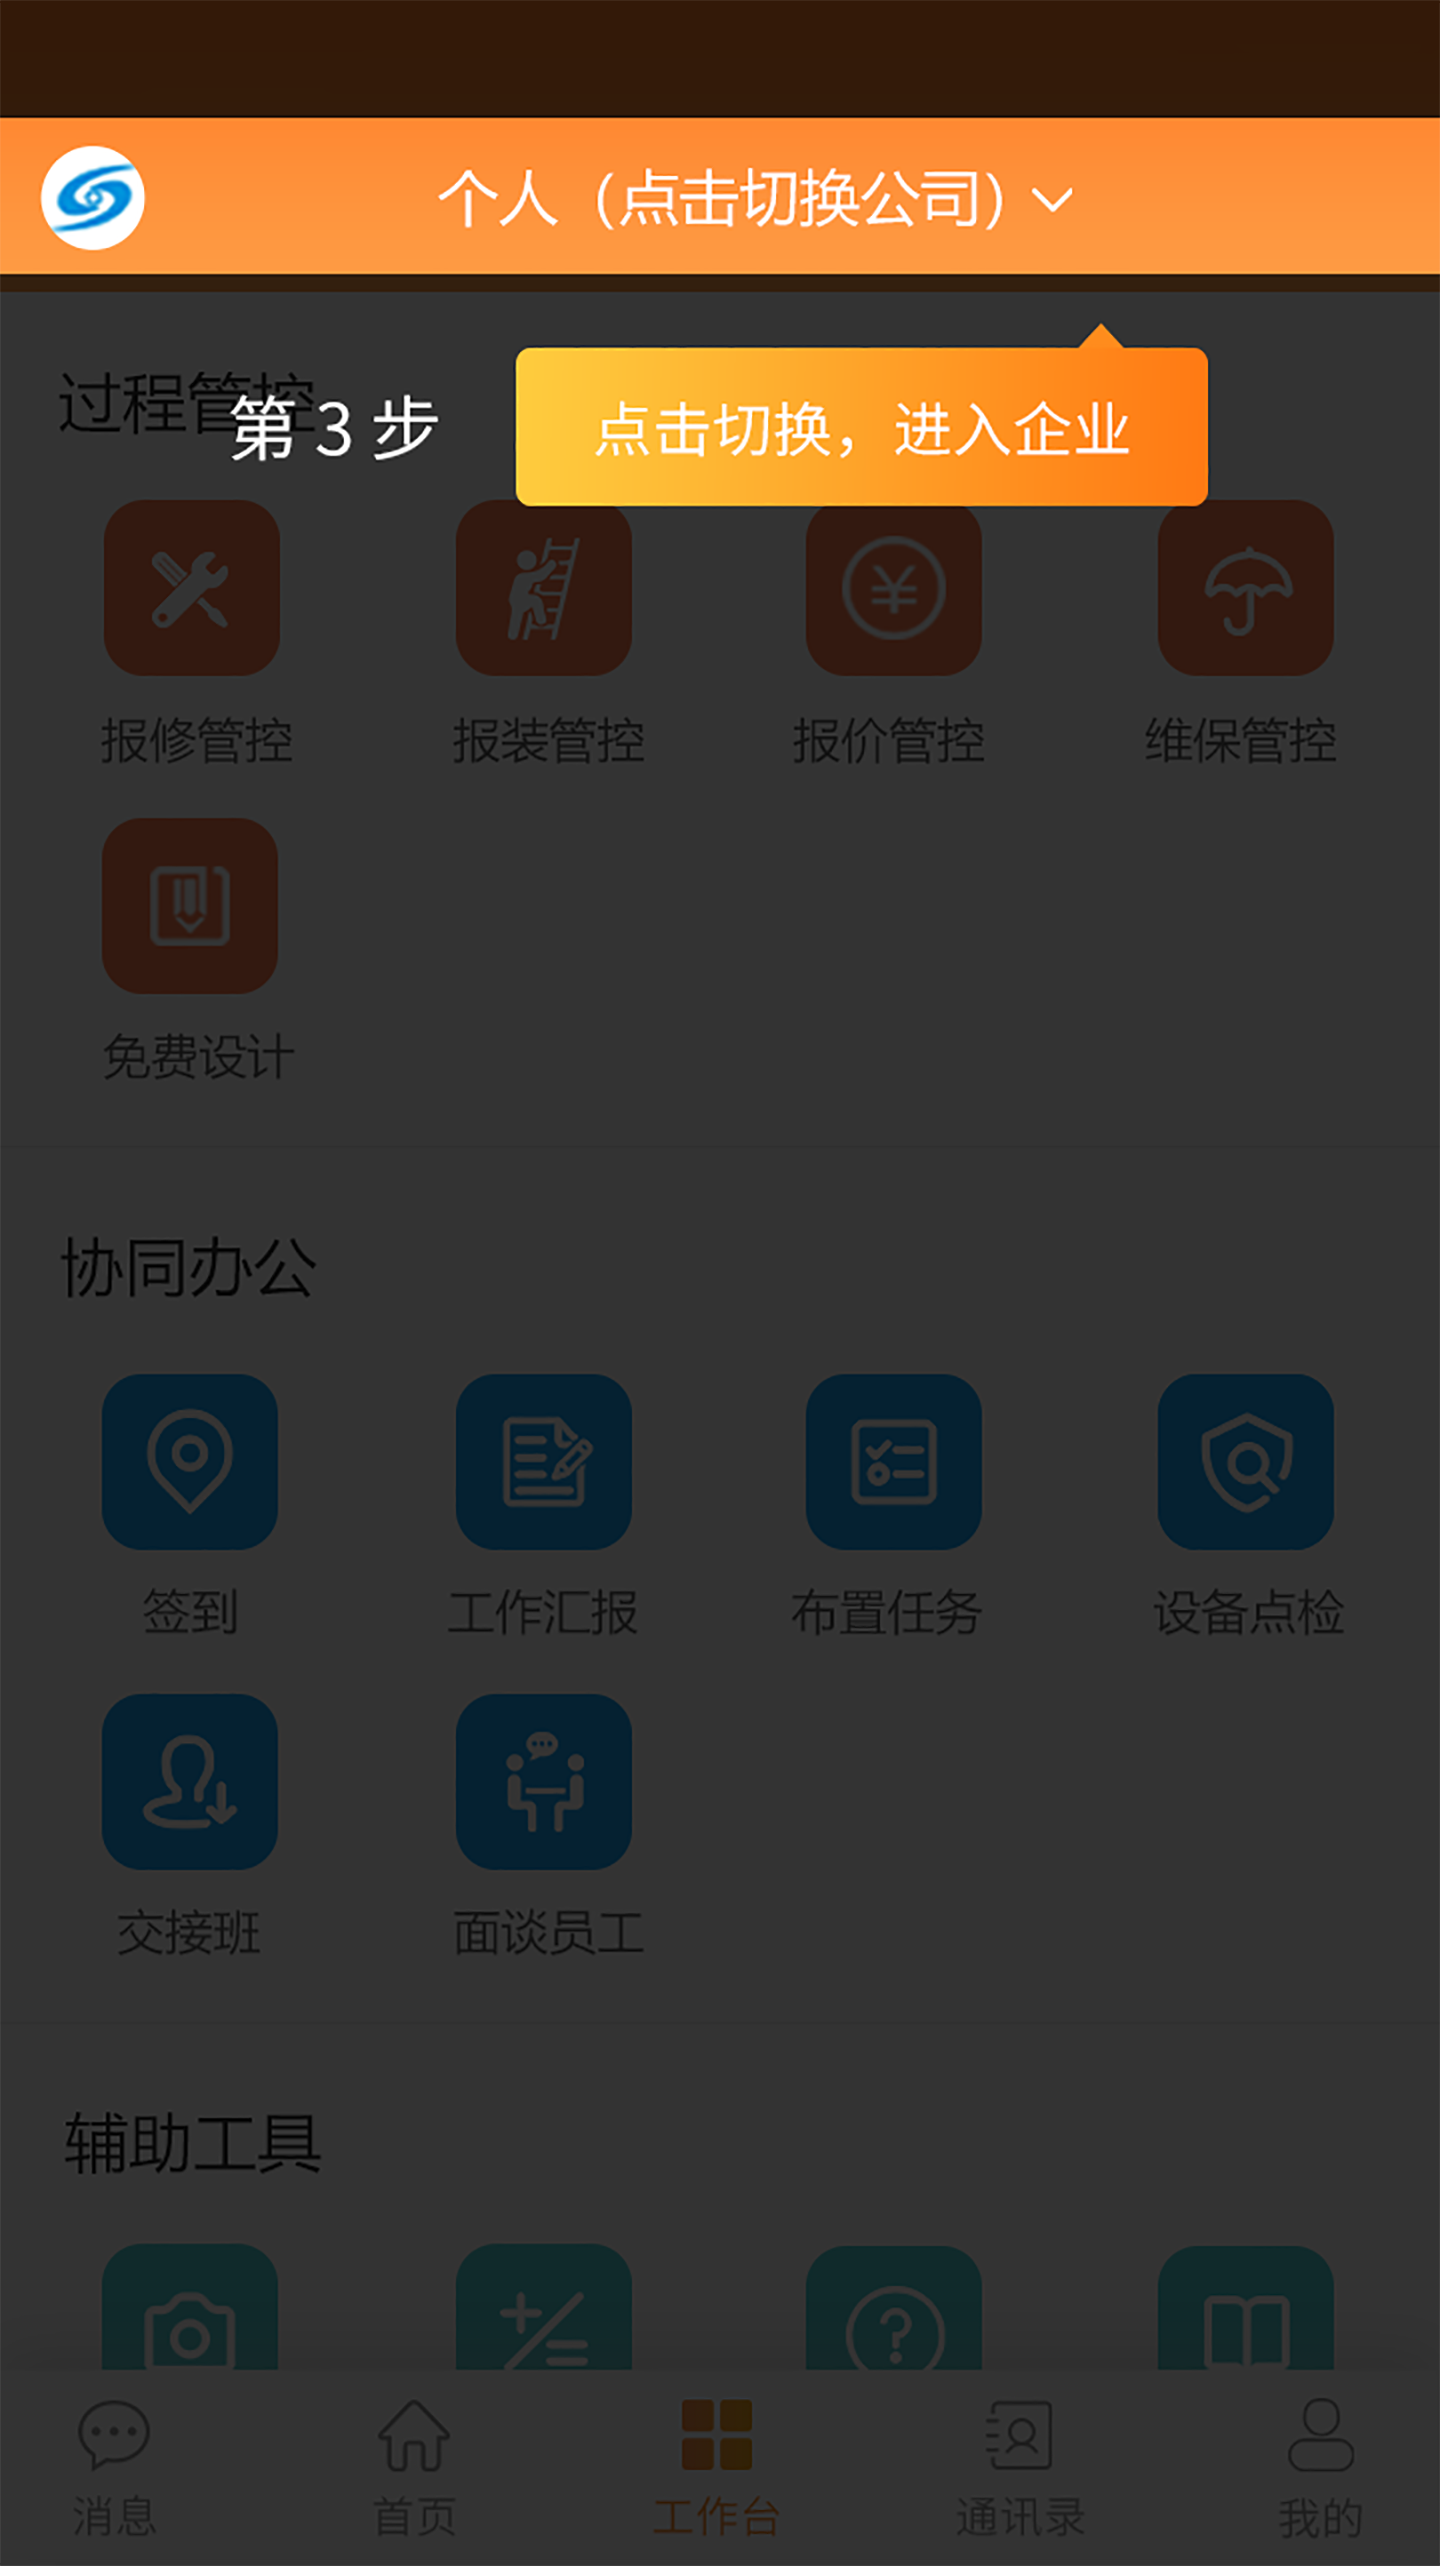 个人（点击切换公司）
过程管控
第 3 步
点击切换，进入企业
报修管控
报装管控
报价管控
维保管控
免费设计
协同办公
签到
工作汇报
布置任务
设备点检
交接班
面谈员工
辅助工具
消息
首页
工作台
通讯录
我的